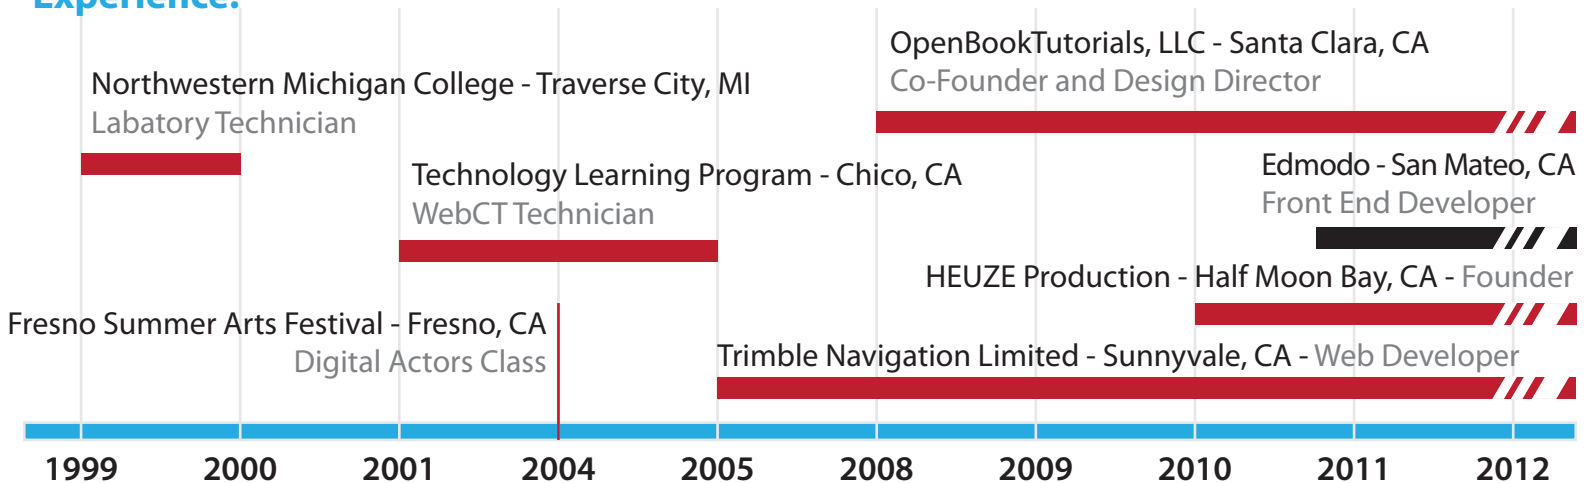 Experience:
OpenBookTutorials, LLC - Santa Clara, CA
Co-Founder and Design Director
Northwestern Michigan College - Traverse City, MI
Labatory Technician
Technology Learning Program - Chico, CA
WebCT Technician
Edmodo - San Mateo, CA
Front End Developer
HEUZE Production - Half Moon Bay, CA - Founder
Fresno Summer Arts Festival - Fresno, CA
Digital Actors Class
Trimble Navigation Limited - Sunnyvale, CA - Web Developer
1999 2000 2001 2004 2005 2008 2009 2010 2011 2012